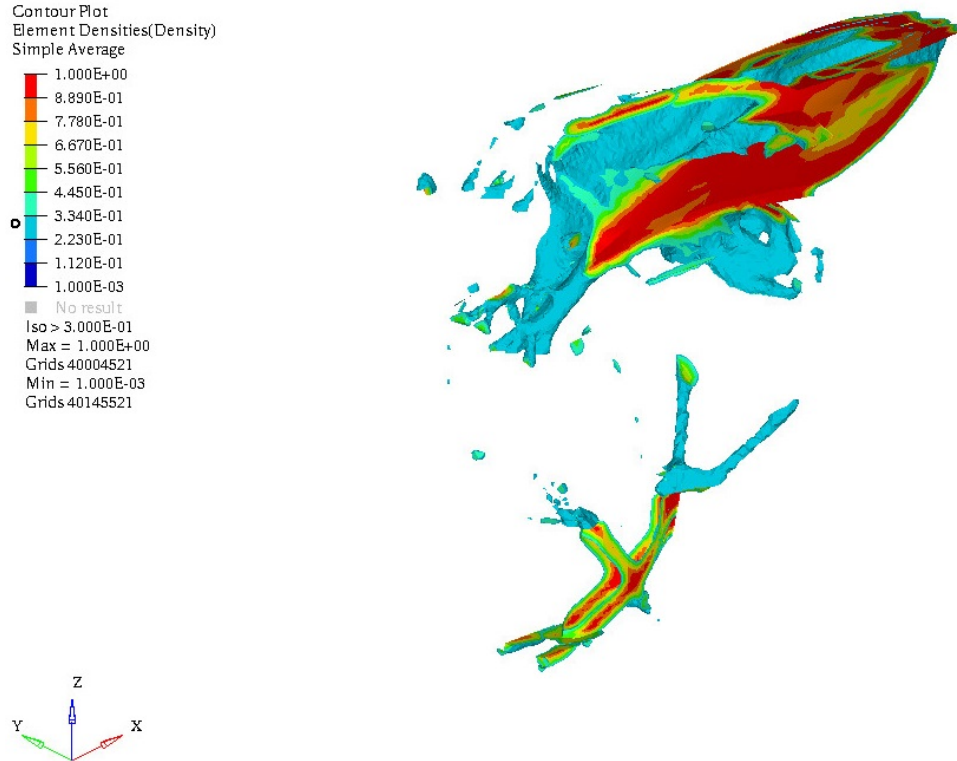 Contour Plot
Element Densities(Density)
Simple Average
1.000E+00
8.890E-01
7.780E-01
6.670E-01
5.560E-01
4.450E-01
3.340E-01
2.230E-01
1.120E-01
1.000E-03
No result
Iso > 3.000E-01
Max = 1.000E+00
Grids 40004521
Min = 1.000E-03
Grids 40145521
Z
Y
X